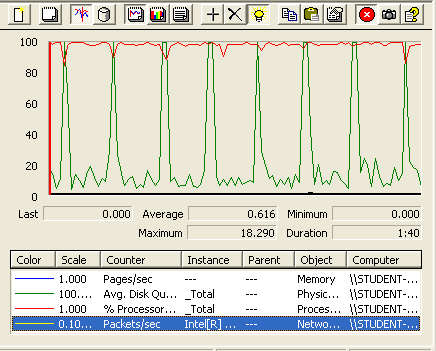 100
80
60
40
20
0
Last 0.000 Average 0.616 Minimum 0.000
Maximum 18.290 Duration 1:40
Color Scale Counter Instance Parent Object Computer
1.000 Pages/sec --- --- Memory \\STUDENT-...
100.... Avg. Disk Qu... _Total --- Physic... \\STUDENT-...
1.000 % Processor... _Total --- Proces... \\STUDENT-...
0.10... Packets/sec Intel[R] ... --- Netwo... \\STUDENT-...